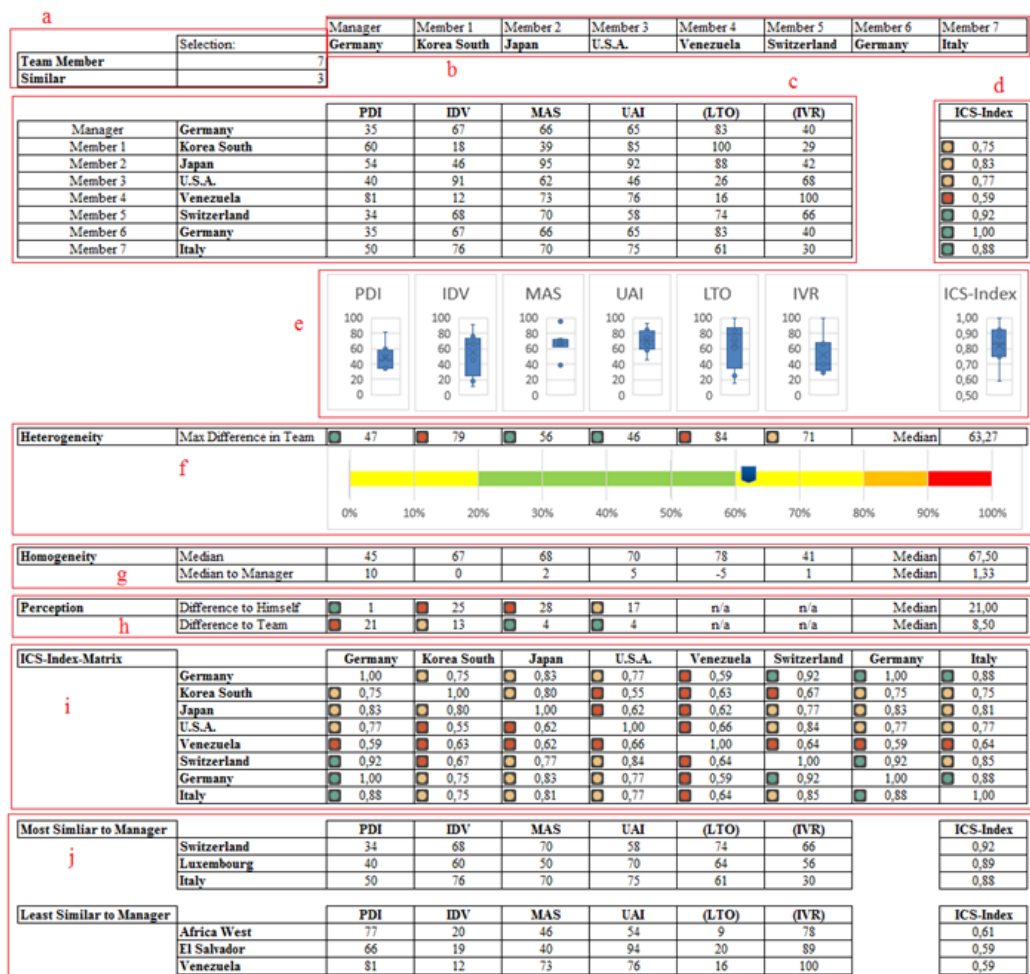 a
Manager Member 1 Member 2 Member 3 Member 4 Member 5 Member 6 Member 7
Selection: Germany Korea South Japan U.S.A. Venezuela Switzerland Germany Italy
Team Member 7
Similar 3
b
c
d
PDI IDV MAS UAI (LTO) (IVR) ICS-Index
Manager Germany 35 67 66 65 83 40
Member 1 Korea South 60 18 39 85 100 29 0,75
Member 2 Japan 54 46 95 92 88 42 0,83
Member 3 U.S.A. 40 91 62 46 26 68 0,77
Member 4 Venezuela 81 12 73 76 16 100 0,59
Member 5 Switzerland 34 68 70 58 74 66 0,92
Member 6 Germany 35 67 66 65 83 40 1,00
Member 7 Italy 50 76 70 75 61 30 0,88
e
PDI IDV MAS UAI LTO IVR ICS-Index
100 100 100 100 100 100 1,00
80 80 80 80 80 80 0,90
60 60 60 60 60 60 0,80
40 40 40 40 40 40 0,70
20 20 20 20 20 20 0,60
0 0 0 0 0 0 0,50
Heterogeneity Max Difference in Team 47 79 56 46 84 71 Median 63,27
f
0% 10% 20% 30% 40% 50% 60% 70% 80% 90% 100%
Homogeneity Median 45 67 68 70 78 41 Median 67,50
g
Median to Manager 10 0 2 5 -5 1 Median 1,33
Perception Difference to Himself 1 25 28 17 n/a n/a Median 21,00
h
Difference to Team 21 13 4 4 n/a n/a Median 8,50
ICS-Index-Matrix Germany Korea South Japan U.S.A. Venezuela Switzerland Germany Italy
Germany 1,00 0,75 0,83 0,77 0,59 0,92 1,00 0,88
i
Korea South 0,75 1,00 0,80 0,55 0,63 0,67 0,75 0,75
Japan 0,83 0,80 1,00 0,62 0,62 0,77 0,83 0,81
U.S.A. 0,77 0,55 0,62 1,00 0,66 0,84 0,77 0,77
Venezuela 0,59 0,63 0,62 0,66 1,00 0,64 0,59 0,64
Switzerland 0,92 0,67 0,77 0,84 0,64 1,00 0,92 0,85
Germany 1,00 0,75 0,83 0,77 0,59 0,92 1,00 0,88
Italy 0,88 0,75 0,81 0,77 0,64 0,85 0,88 1,00
Most Simliar to Manager PDI IDV MAS UAI (LTO) (IVR) ICS-Index
j
Switzerland 34 68 70 58 74 66 0,92
Luxembourg 40 60 50 70 64 56 0,89
Italy 50 76 70 75 61 30 0,88
Least Similar to Manager PDI IDV MAS UAI (LTO) (IVR) ICS-Index
Africa West 77 20 46 54 9 78 0,61
El Salvador 66 19 40 94 20 89 0,59
Venezuela 81 12 73 76 16 100 0,59